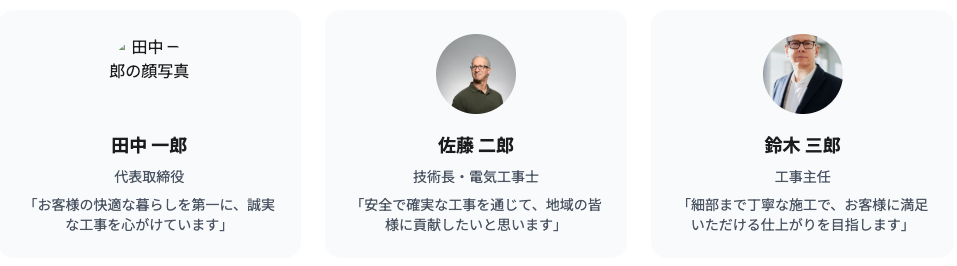 田中 一
郎の顔写真
田中 一郎
代表取締役
「お客様の快適な暮らしを第一に、誠実
な工事を心がけています」
佐藤 二郎
技術長・電気工事士
「安全で確実な工事を通じて、地域の皆
様に貢献したいと思います」
鈴木 三郎
工事主任
「細部まで丁寧な施工で、お客様に満足
いただける仕上がりを目指します」